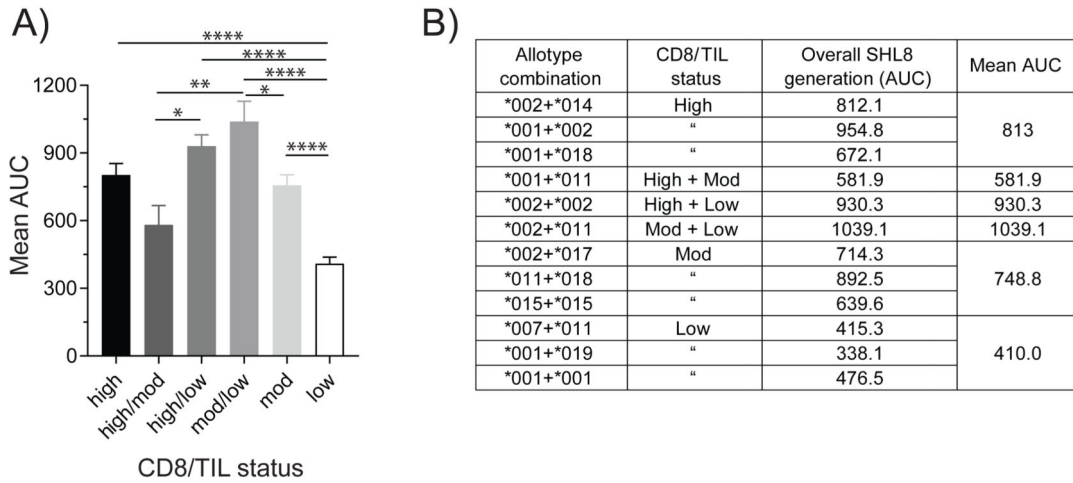 A)
****
****
****
**
*
*
****
1200
900
600
300
0
Mean AUC
high
high/mod
high/low
mod/low
mod
low
CD8/TIL status
B)
Allotype combination CD8/TIL status Overall SHL8 generation (AUC) Mean AUC
*002+*014 High 812.1 813
*001+*002 “ 954.8
*001+*018 “ 672.1
*001+*011 High + Mod 581.9 581.9
*002+*002 High + Low 930.3 930.3
*002+*011 Mod + Low 1039.1 1039.1
*002+*017 Mod 714.3 748.8
*011+*018 “ 892.5
*015+*015 “ 639.6
*007+*011 Low 415.3 410.0
*001+*019 “ 338.1
*001+*001 “ 476.5